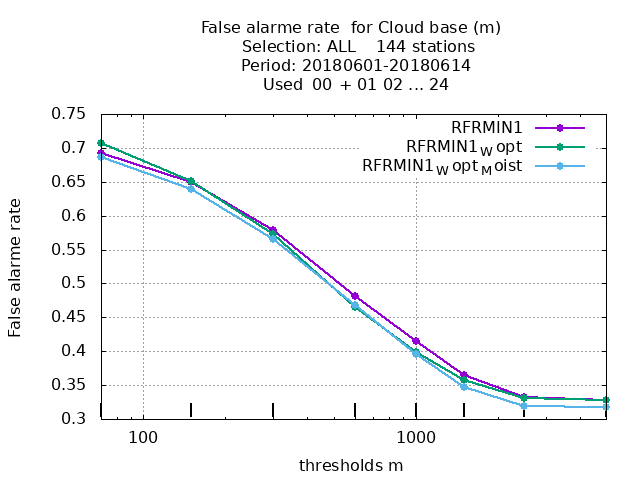 False alarme rate  for Cloud base (m)
Selection: ALL    144 stations
Period: 20180601-20180614
Used  00  + 01 02 ... 24
RFRMIN1
RFRMIN1_W opt
RFRMIN1_W opt_M oist
False alarme rate
0.75
0.7
0.65
0.6
0.55
0.5
0.45
0.4
0.35
0.3
100
1000
thresholds m